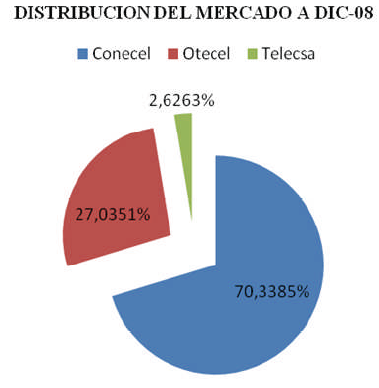 DISTRIBUCION DEL MERCADO A DIC-08
Conecel Otecel Telecsa
2,6263%
27,0351%
70,3385%